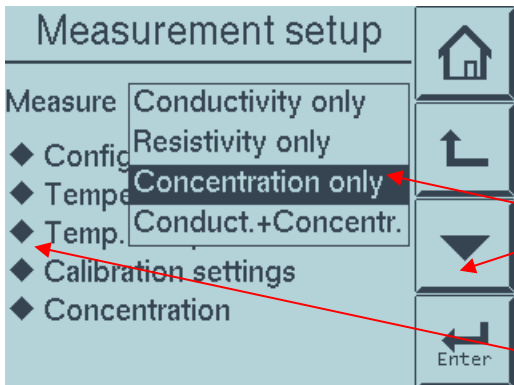 Measurement setup
Measure
Conductivity only
Resistivity only
Concentration only
Conduct.+Concentr.
Config
Tempe
Temp.
Calibration settings
Concentration
Enter